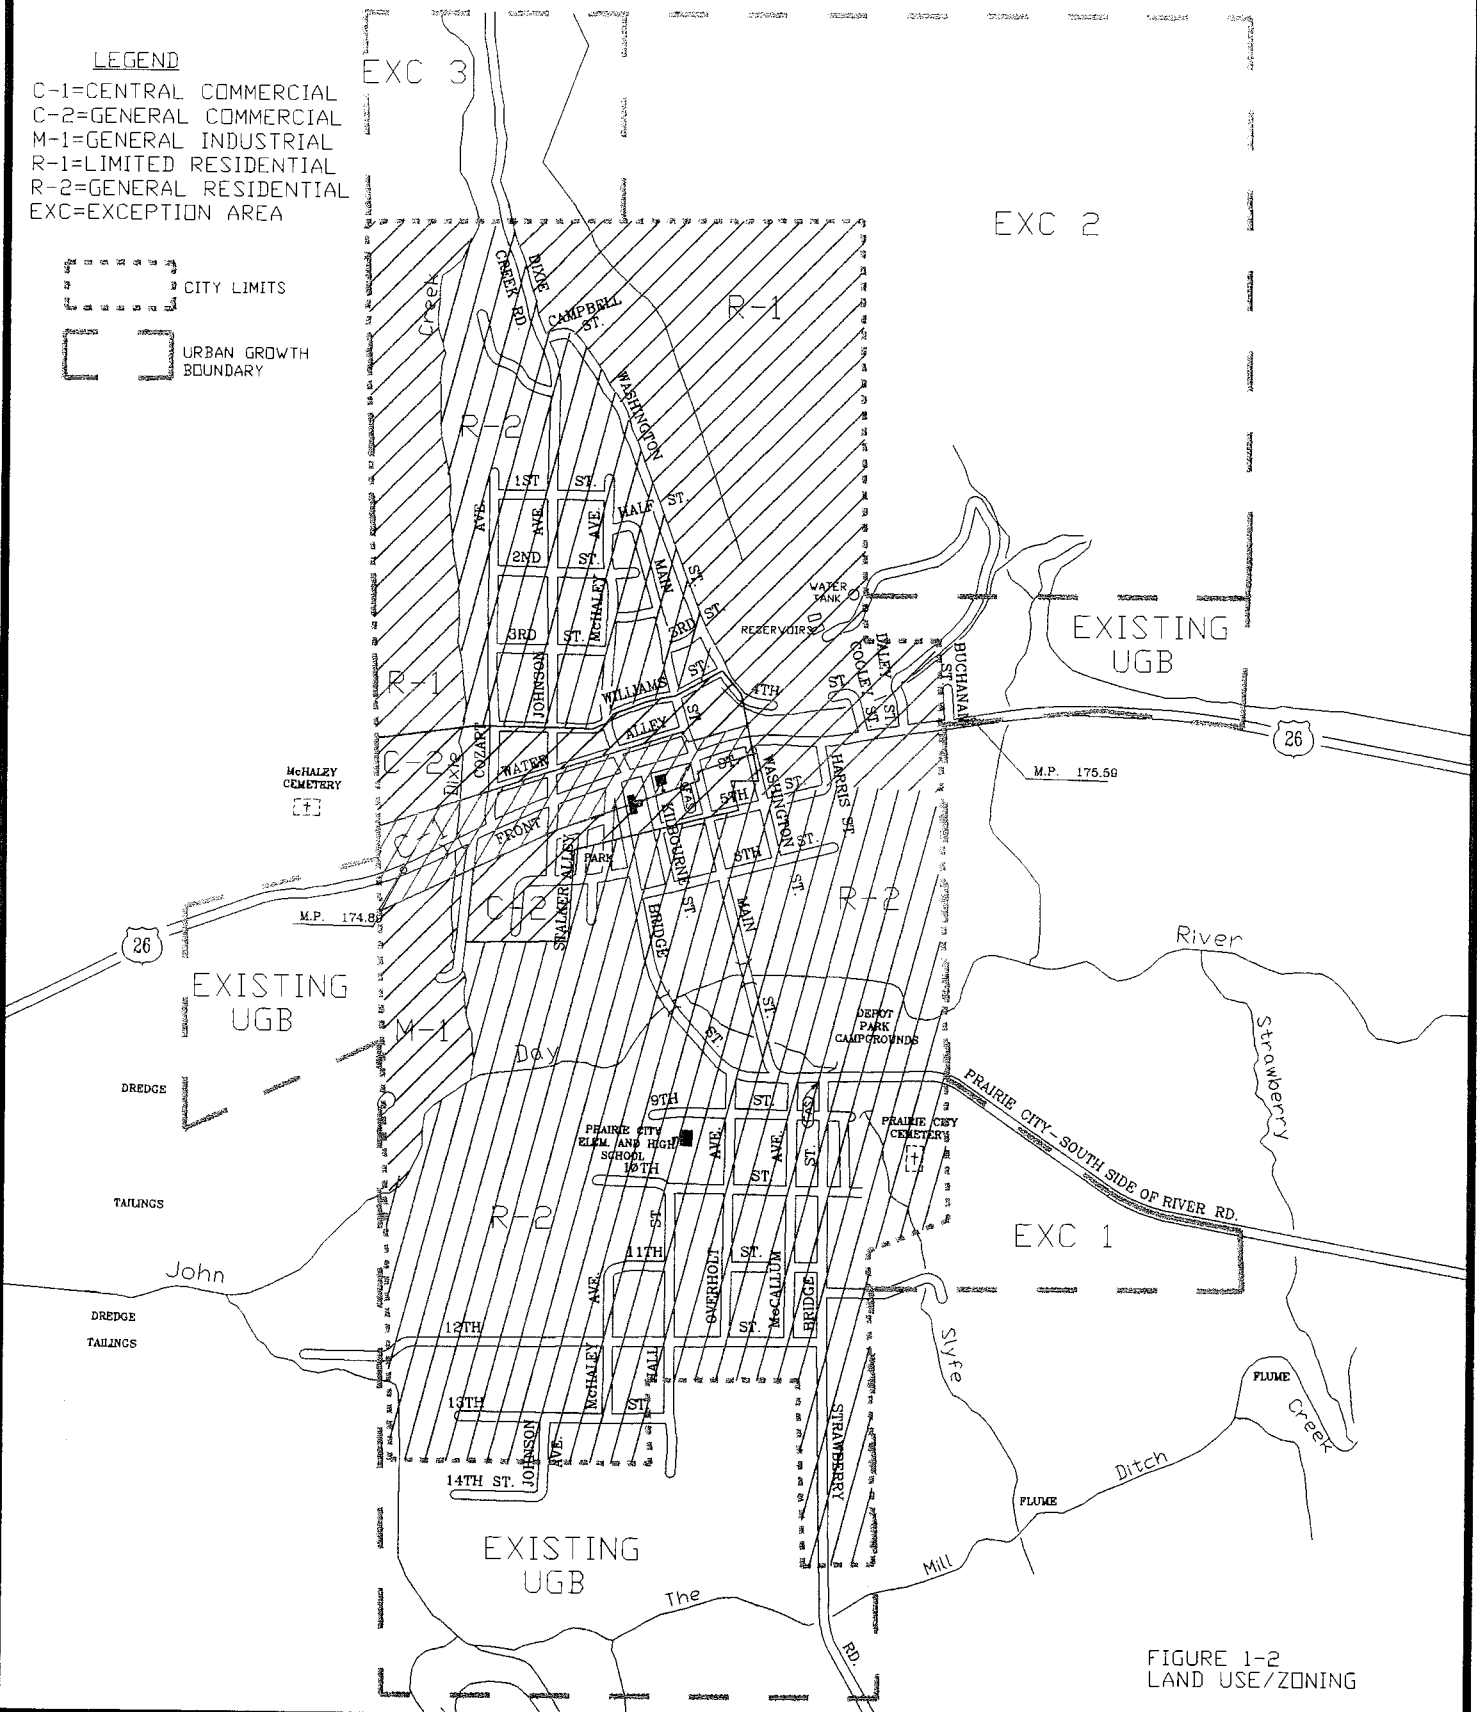 LEGEND
C-1=CENTRAL COMMERCIAL
C-2=GENERAL COMMERCIAL
M-1=GENERAL INDUSTRIAL
R-1=LIMITED RESIDENTIAL
R-2=GENERAL RESIDENTIAL
EXC=EXCEPTION AREA
CITY LIMITS
URBAN GROWTH
BOUNDARY
EXC 3
EXC 2
R-1
DIXIE
CREEK RD.
Creek
CAMPBELL
ST.
WASHINGTON
ST.
R-2
1ST ST.
HALF ST.
AVE.
AVE.
AVE.
2ND ST.
MAIN
McHALEY
3RD ST.
3RD ST.
JOHNSON
WATER
TANK
RESERVOIRS
EXISTING
UGB
DALEY
ST.
COOLEY ST.
ST.
BUCHANAN
ST.
R-1
WILLIAMS
ST.
4TH
ALLEY
ST.
26
M.P. 175.59
C-2
COZART
Dixie
WATER
McHALEY
CEMETERY
ST.
5TH
ST.
WASHINGTON
ST.
HARRIS ST.
C-1
FRONT
PARK
KILBOURNE ST.
6TH
ST.
STALKER ALLEY
C-2
R-2
BRIDGE
ST.
MAIN
ST.
M.P. 174.8
26
EXISTING
UGB
M-1
Day
River
Strawberry
DEPOT
PARK
CAMPGROUNDS
DREDGE
TAILINGS
PRAIRIE CITY-SOUTH SIDE OF RIVER RD.
9TH ST.
PRAIRIE CITY
ELEM. AND HIGH
SCHOOL
10TH ST.
AVE.
AVE.
ST.
PRAIRIE CITY
CEMETERY
R-2
ST.
11TH ST.
EXC 1
John
DREDGE
TAILINGS
AVE.
OVERHOLT
McCALLUM
BRIDGE
12TH ST.
McHALEY
HALL
Slyfe
13TH ST.
JOHNSON
AVE.
14TH ST.
STRAWBERRY
FLUME
Creek
Ditch
FLUME
EXISTING
UGB
Mill
The
RD.
FIGURE 1-2
LAND USE/ZONING